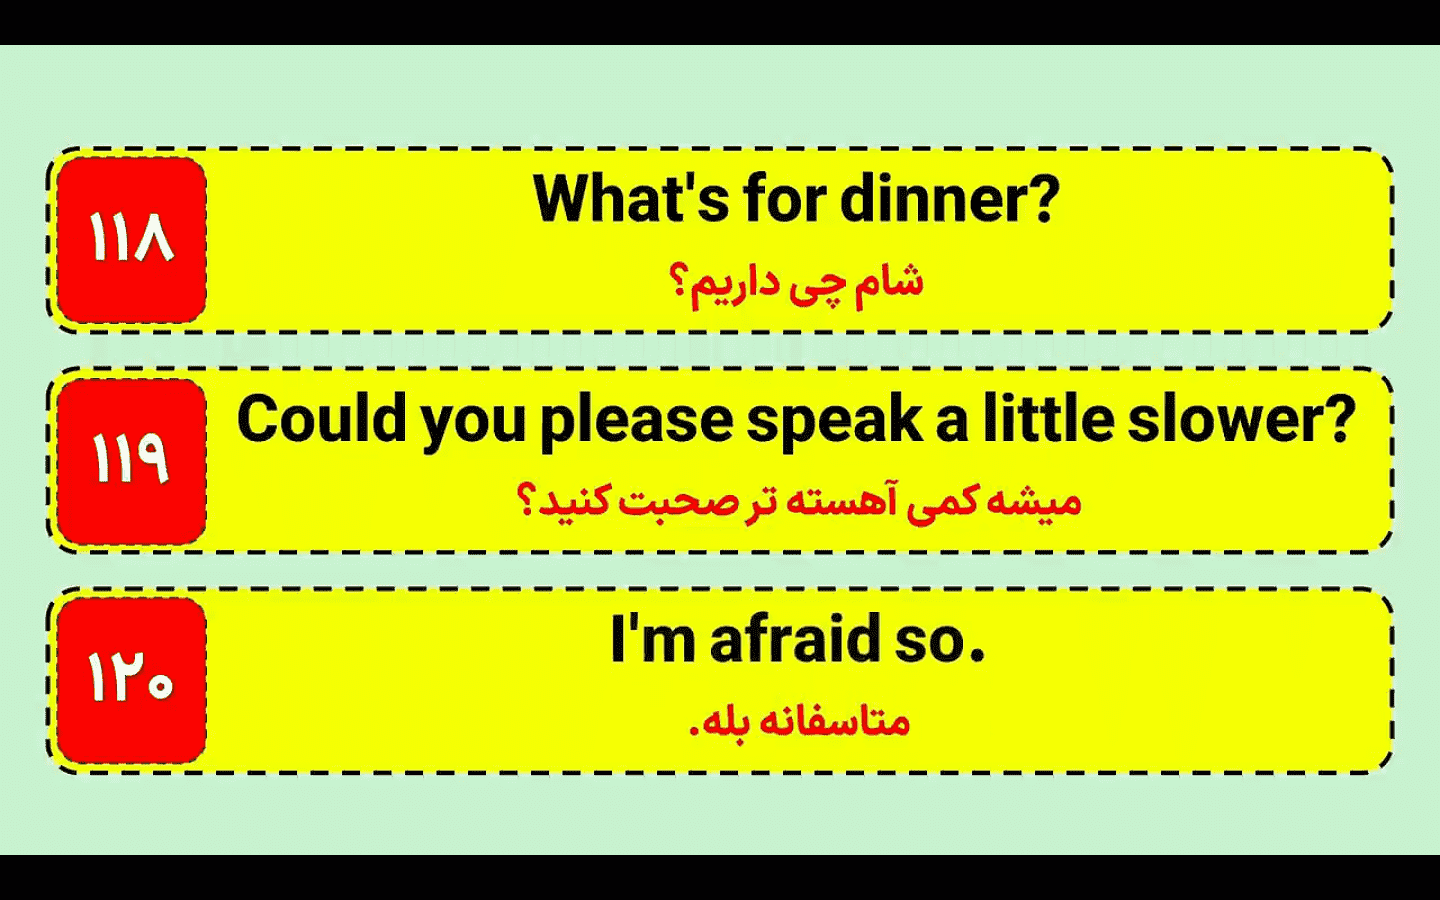 ۱۱۸
What's for dinner?
شام چی داریم؟
۱۱۹
Could you please speak a little slower?
میشه کمی آهسته تر صحبت کنید؟
۱۲۰
I'm afraid so.
متاسفانه بله.